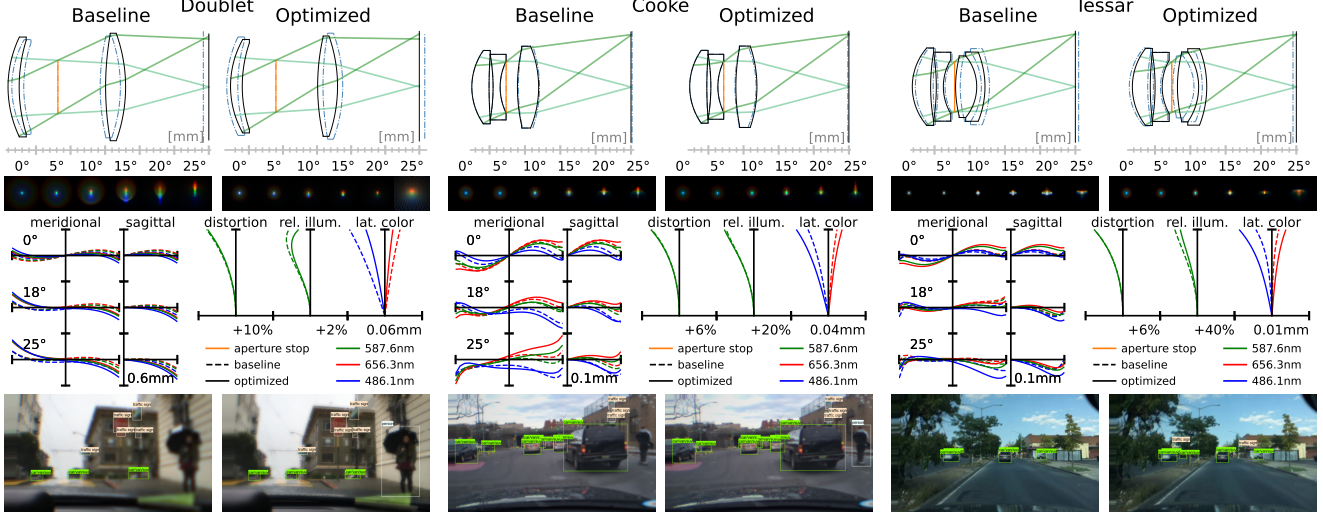 Doublet
Cooke
Tessar
Baseline
Optimized
Baseline
Optimized
Baseline
Optimized
[mm]
[mm]
[mm]
[mm]
[mm]
[mm]
0° 5° 10° 15° 20° 25°
0° 5° 10° 15° 20° 25°
0° 5° 10° 15° 20° 25°
0° 5° 10° 15° 20° 25°
0° 5° 10° 15° 20° 25°
0° 5° 10° 15° 20° 25°
meridional sagittal distortion rel. illum. lat. color
0°
18°
25°
0.6mm
+10% +2% 0.06mm
aperture stop 587.6nm
baseline 656.3nm
optimized 486.1nm
meridional sagittal distortion rel. illum. lat. color
0°
18°
25°
0.1mm
+6% +20% 0.04mm
aperture stop 587.6nm
baseline 656.3nm
optimized 486.1nm
meridional sagittal distortion rel. illum. lat. color
0°
18°
25°
0.1mm
+6% +40% 0.01mm
aperture stop 587.6nm
baseline 656.3nm
optimized 486.1nm